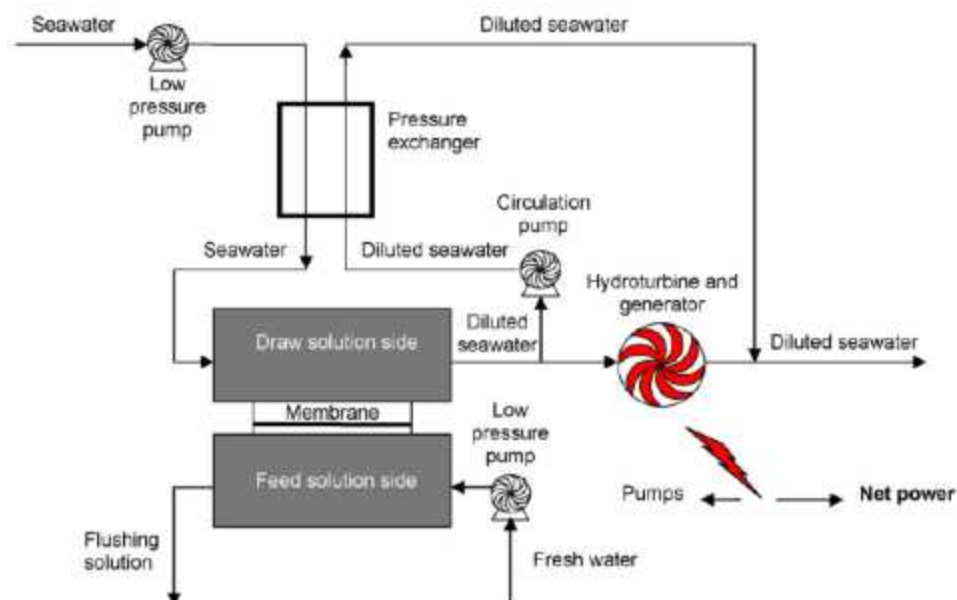 Seawater
Diluted seawater
Low
pressure
pump
Pressure
exchanger
Circulation
pump
Seawater
Diluted seawater
Hydroturbine and
generator
Draw solution side
Diluted
seawater
Diluted seawater
Membrane
Low
pressure
pump
Feed solution side
Pumps
Net power
Flushing
solution
Fresh water